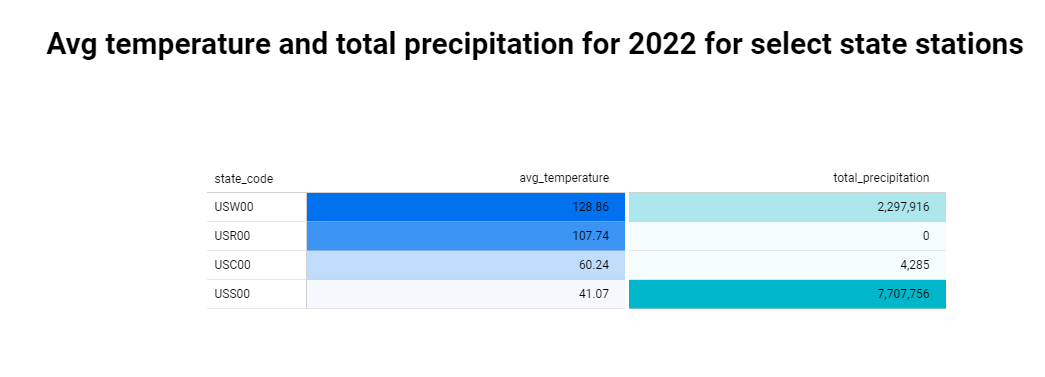 Avg temperature and total precipitation for 2022 for select state stations
state_code avg_temperature total_precipitation
USW00 128.86 2,297,916
USR00 107.74 0
USC00 60.24 4,285
USS00 41.07 7,707,756